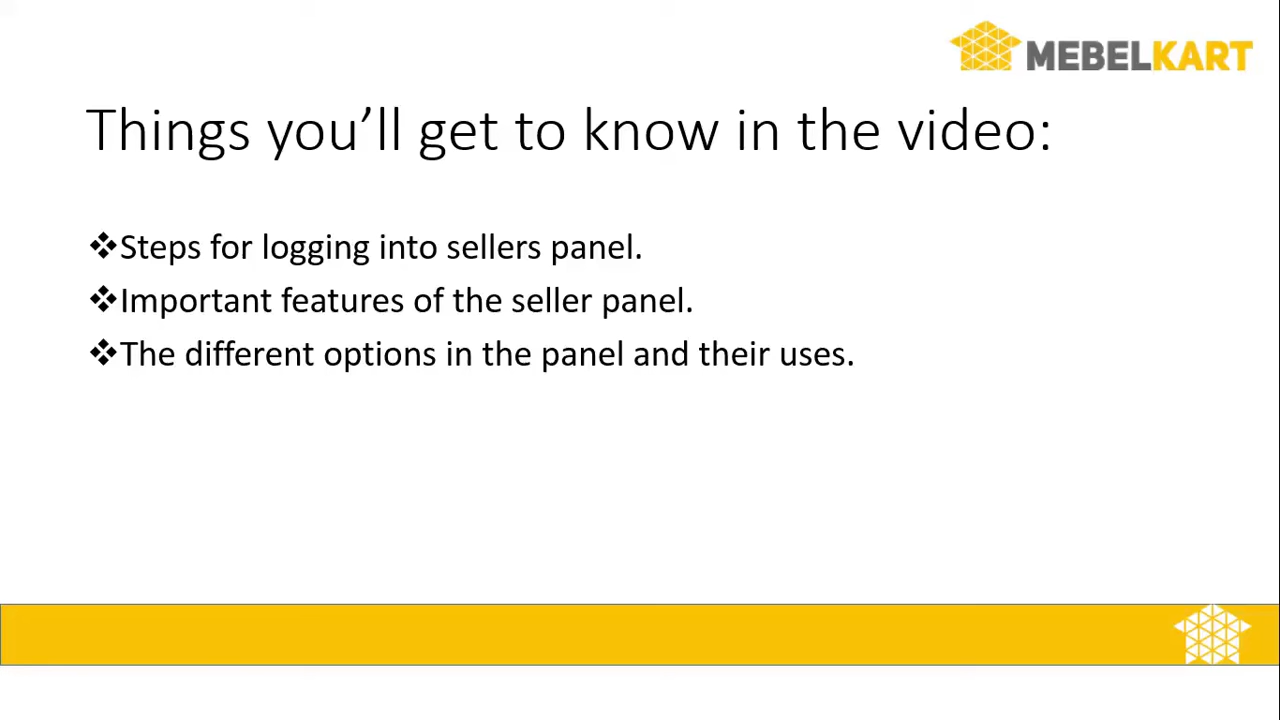 MEBELKART
Things you’ll get to know in the video:
❖Steps for logging into sellers panel.
❖Important features of the seller panel.
❖The different options in the panel and their uses.